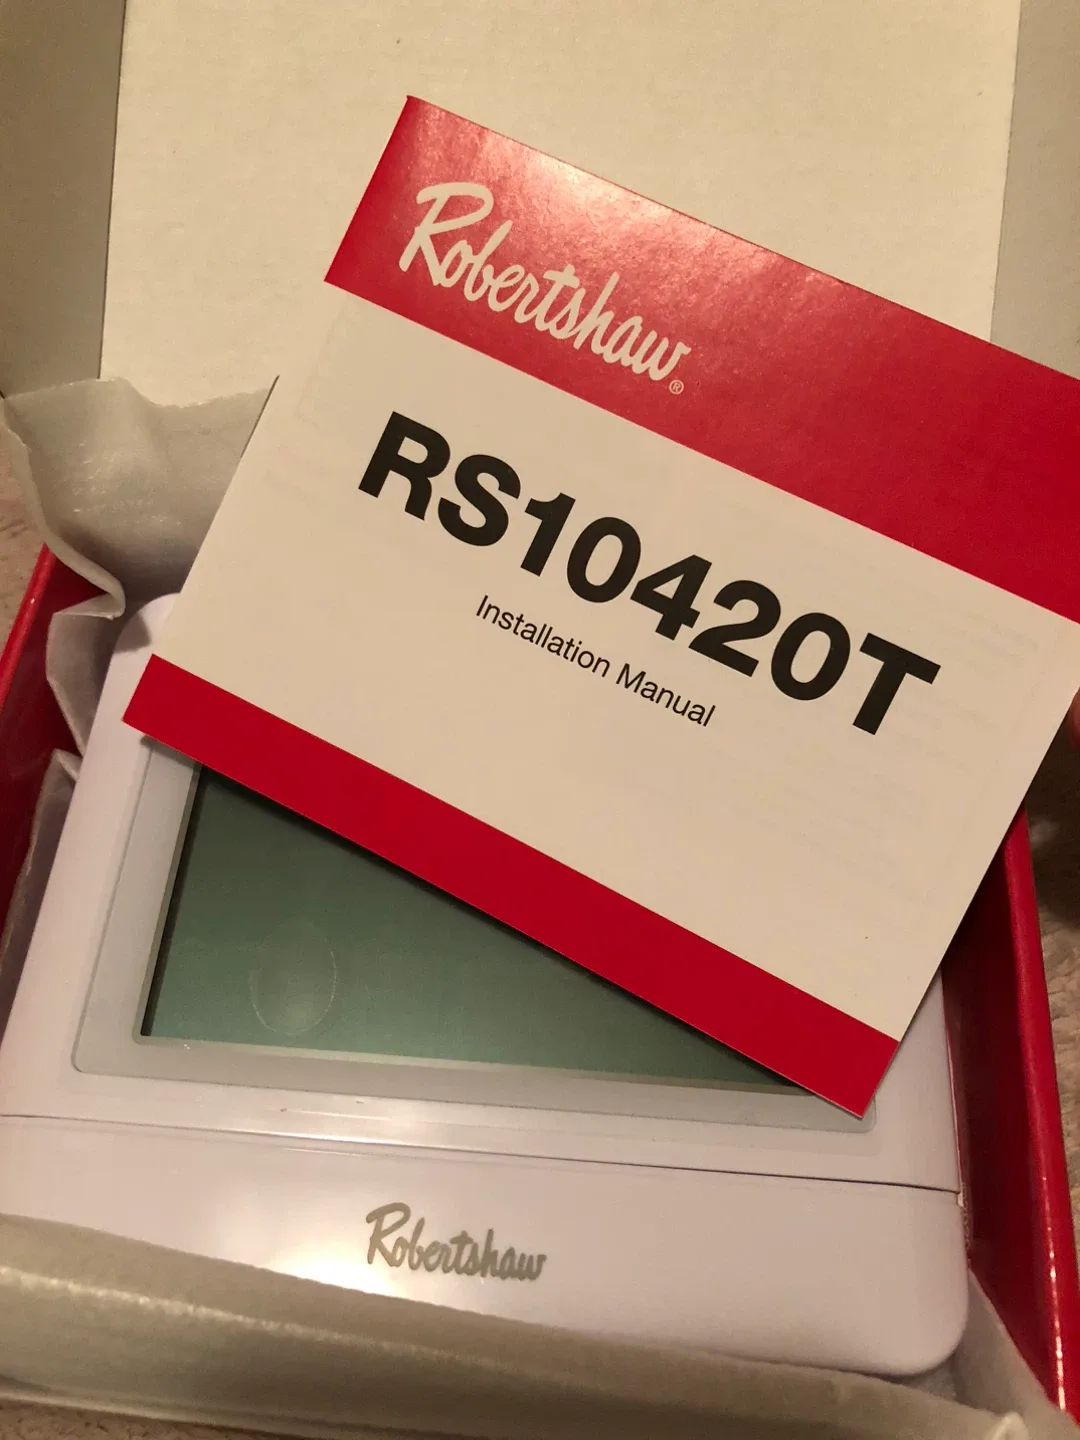 Robertshaw®
RS10420T
Installation Manual
Robertshaw